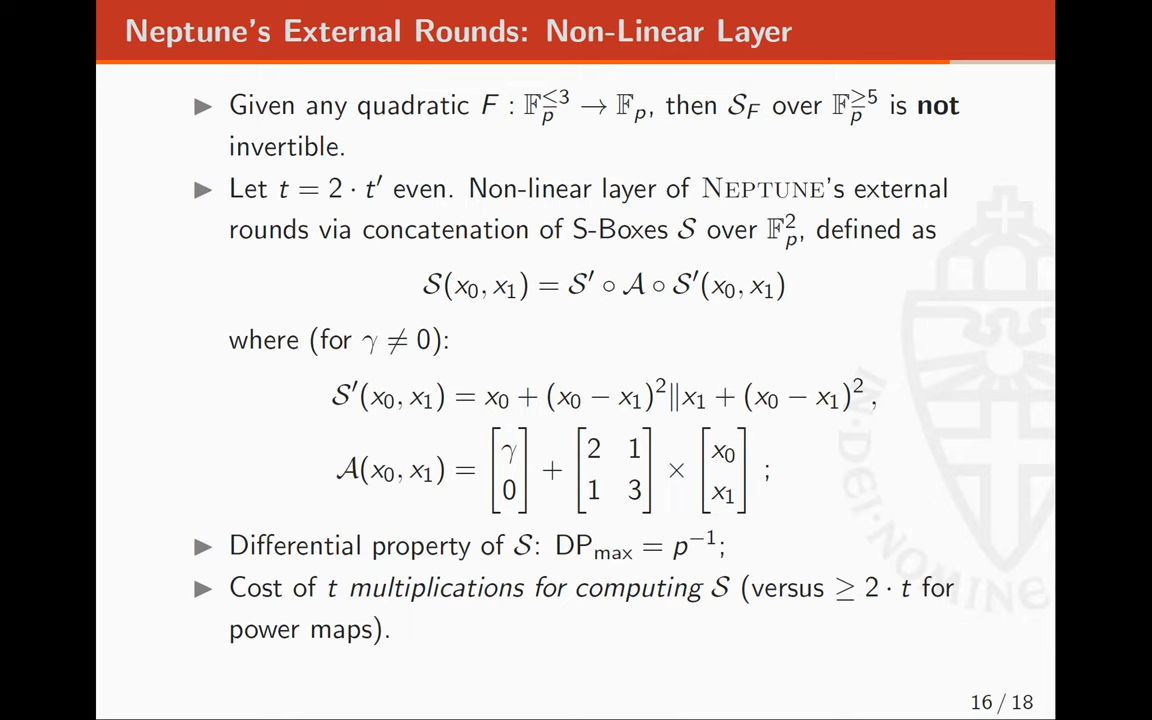 Neptune's External Rounds: Non-Linear Layer
▶ Given any quadratic F : 𝔽ₚ^≤3 → 𝔽ₚ, then 𝒮_F over 𝔽ₚ^≥5 is not
invertible.
▶ Let t = 2 · t′ even. Non-linear layer of NEPTUNE's external
rounds via concatenation of S-Boxes 𝒮 over 𝔽ₚ², defined as
𝒮(x₀, x₁) = 𝒮′ ∘ 𝒜 ∘ 𝒮′(x₀, x₁)
where (for γ ≠ 0):
𝒮′(x₀, x₁) = x₀ + (x₀ − x₁)²‖x₁ + (x₀ − x₁)² ,
𝒜(x₀, x₁) = [γ 0] + [2 1 1 3] × [x₀ x₁] ;
▶ Differential property of 𝒮: DP_max = p⁻¹;
▶ Cost of t multiplications for computing 𝒮 (versus ≥ 2 · t for
power maps).
IN·DEI·NOMINE
16 / 18